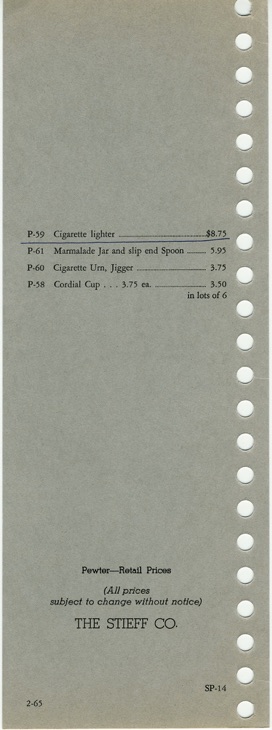 P-59 Cigarette lighter ........ $8.75
P-61 Marmalade Jar and slip end Spoon ........ 5.95
P-60 Cigarette Urn, Jigger ........ 3.75
P-58 Cordial Cup . . . 3.75 ea. ........ 3.50
in lots of 6
Pewter—Retail Prices
(All prices
subject to change without notice)
THE STIEFF CO.
SP-14
2-65